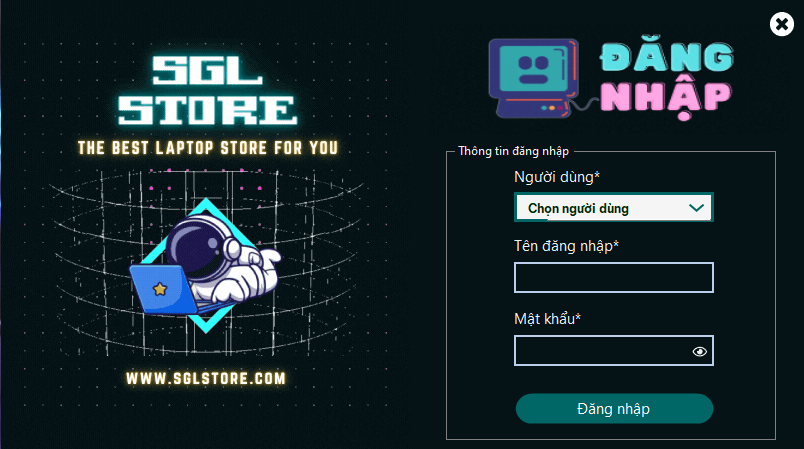 SGL
STORE
THE BEST LAPTOP STORE FOR YOU
WWW.SGLSTORE.COM
ĐĂNG
NHẬP
Thông tin đăng nhập
Người dùng*
Chọn người dùng
Tên đăng nhập*
Mật khẩu*
Đăng nhập